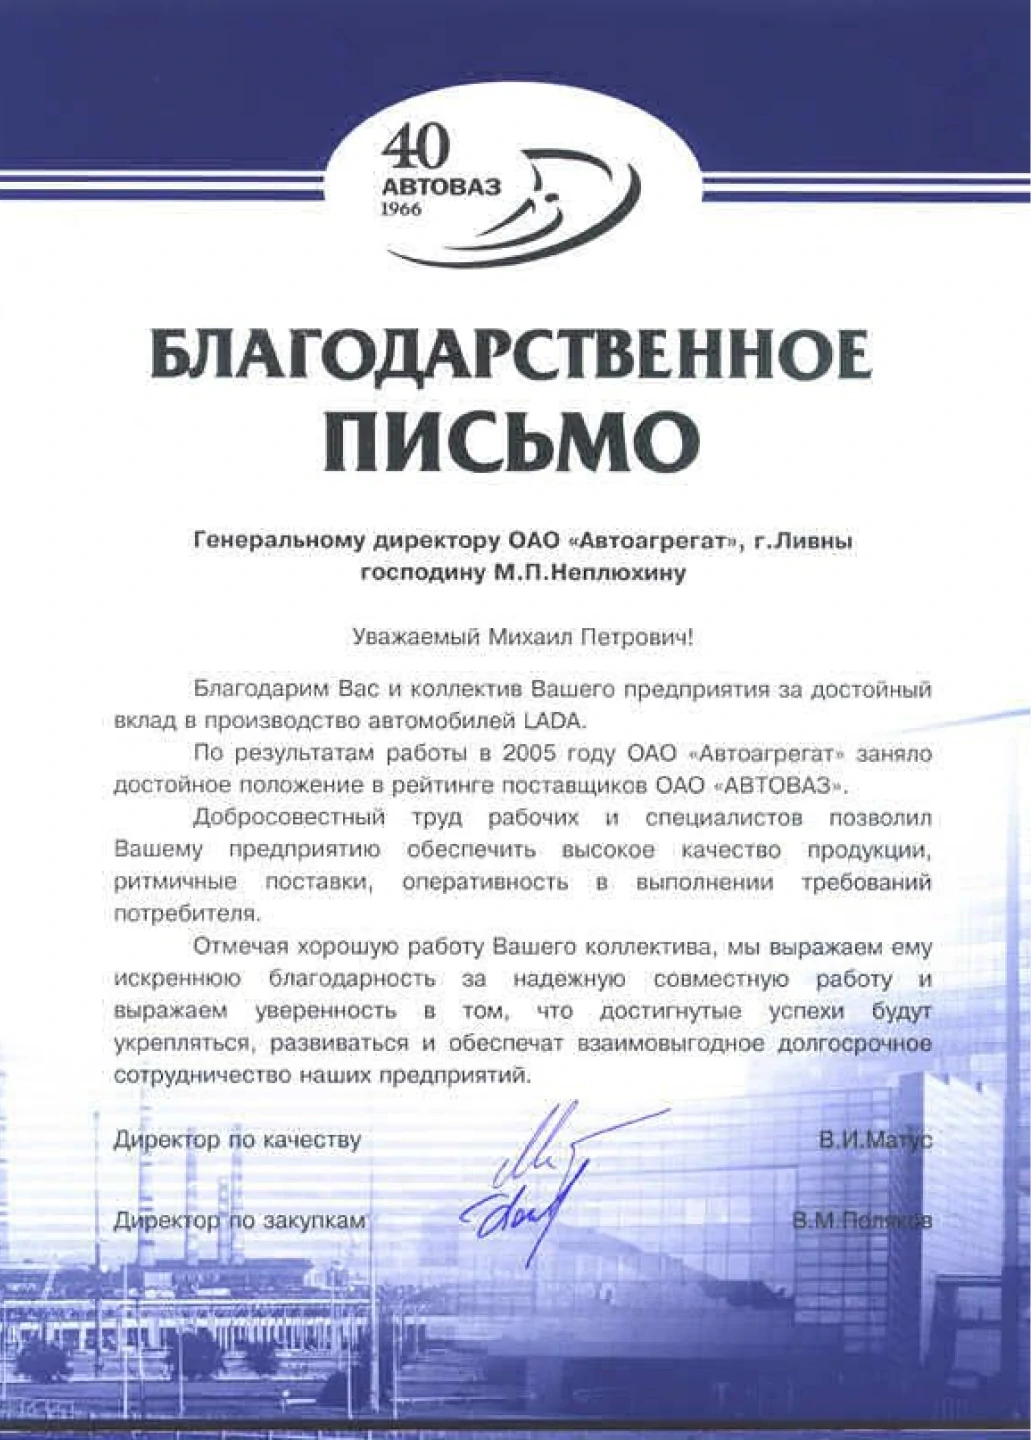 40
АВТОВАЗ
1966
БЛАГОДАРСТВЕННОЕ
ПИСЬМО
Генеральному директору ОАО «Автоагрегат», г.Ливны
господину М.П.Неплюхину
Уважаемый Михаил Петрович!
Благодарим Вас и коллектив Вашего предприятия за достойный
вклад в производство автомобилей LADA.
По результатам работы в 2005 году ОАО «Автоагрегат» заняло
достойное положение в рейтинге поставщиков ОАО «АВТОВАЗ».
Добросовестный труд рабочих и специалистов позволил
Вашему предприятию обеспечить высокое качество продукции,
ритмичные поставки, оперативность в выполнении требований
потребителя.
Отмечая хорошую работу Вашего коллектива, мы выражаем ему
искреннюю благодарность за надежную совместную работу и
выражаем уверенность в том, что достигнутые успехи будут
укрепляться, развиваться и обеспечат взаимовыгодное долгосрочное
сотрудничество наших предприятий.
Директор по качеству В.И.Матус
Директор по закупкам В.М.Поляков